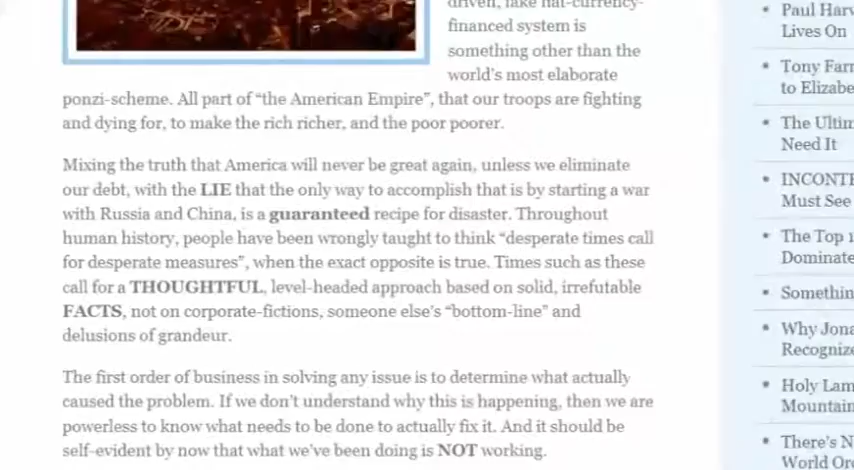 driven, fake fiat-currency-
financed system is
something other than the
world's most elaborate
ponzi-scheme. All part of “the American Empire”, that our troops are fighting
and dying for, to make the rich richer, and the poor poorer.
Mixing the truth that America will never be great again, unless we eliminate
our debt, with the LIE that the only way to accomplish that is by starting a war
with Russia and China, is a guaranteed recipe for disaster. Throughout
human history, people have been wrongly taught to think “desperate times call
for desperate measures”, when the exact opposite is true. Times such as these
call for a THOUGHTFUL, level-headed approach based on solid, irrefutable
FACTS, not on corporate-fictions, someone else's “bottom-line” and
delusions of grandeur.
The first order of business in solving any issue is to determine what actually
caused the problem. If we don't understand why this is happening, then we are
powerless to know what needs to be done to actually fix it. And it should be
self-evident by now that what we've been doing is NOT working.
Paul Harv
Lives On
Tony Farr
to Elizabe
The Ultim
Need It
INCONTR
Must See
The Top 1
Dominate
Somethin
Why Jona
Recognize
Holy Lam
Mountain
There's N
World Ord